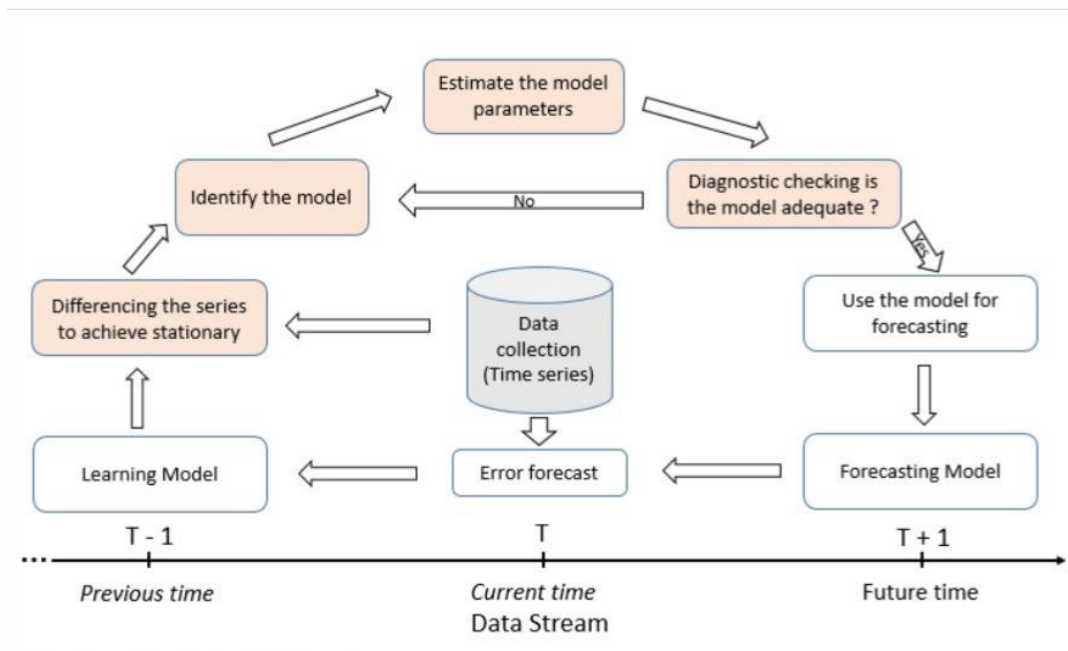 Estimate the model
parameters
Identify the model
No
Diagnostic checking is
the model adequate ?
Yes
Differencing the series
to achieve stationary
Data
collection
(Time series)
Use the model for
forecasting
Learning Model
Error forecast
Forecasting Model
T - 1
T
T + 1
...
Previous time
Current time
Future time
Data Stream